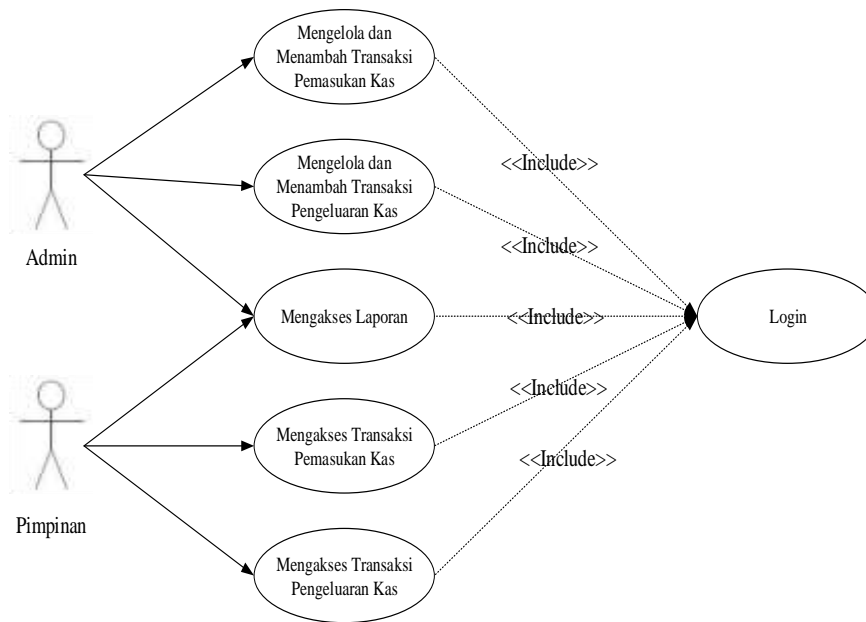 Mengelola dan
Menambah Transaksi
Pemasukan Kas
<<Include>>
Mengelola dan
Menambah Transaksi
Pengeluaran Kas
Admin
<<Include>>
Mengakses Laporan
<<Include>>
Login
<<Include>>
Mengakses Transaksi
Pemasukan Kas
<<Include>>
Pimpinan
Mengakses Transaksi
Pengeluaran Kas